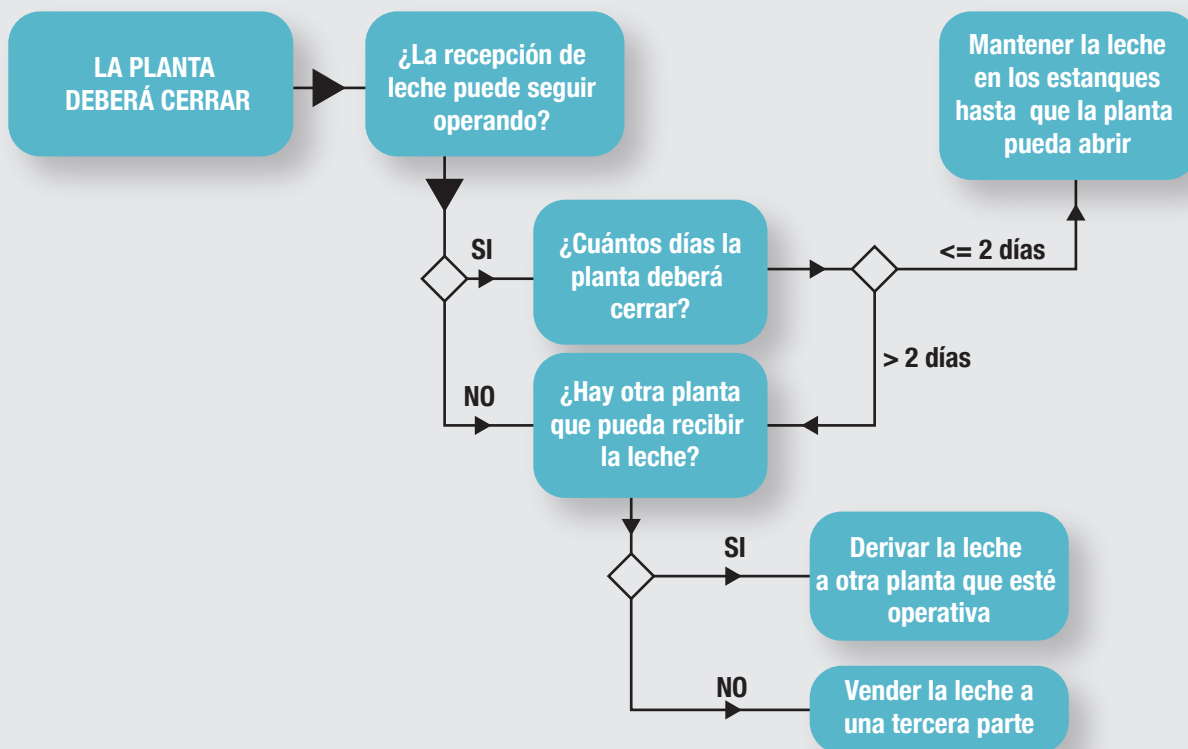 LA PLANTA
DEBERÁ CERRAR
¿La recepción de
leche puede seguir
operando?
Mantener la leche
en los estanques
hasta que la planta
pueda abrir
SI
¿Cuántos días la
planta deberá
cerrar?
<= 2 días
> 2 días
NO
¿Hay otra planta
que pueda recibir
la leche?
SI
Derivar la leche
a otra planta que esté
operativa
NO
Vender la leche a
una tercera parte